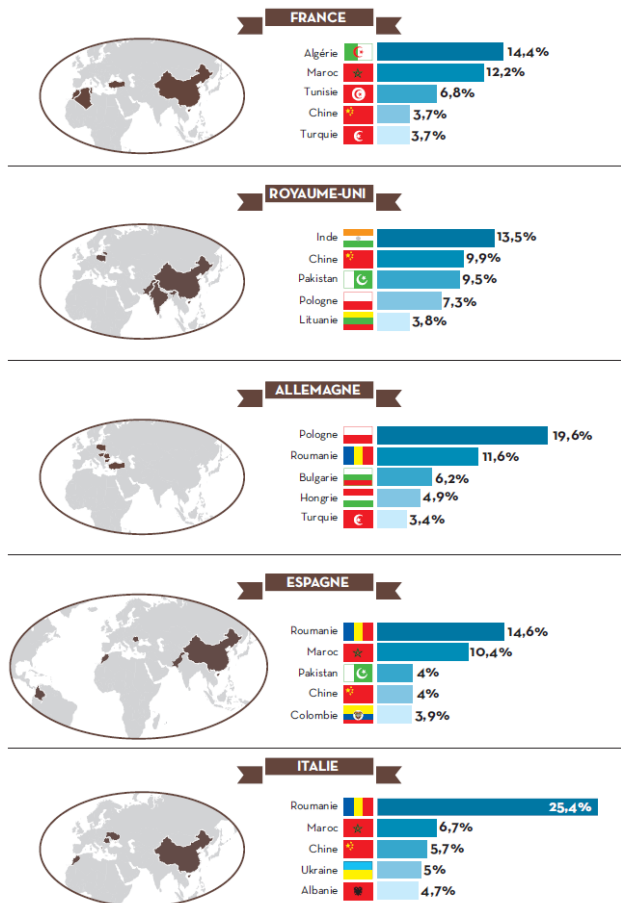 FRANCE
Algérie 14,4%
Maroc 12,2%
Tunisie 6,8%
Chine 3,7%
Turquie 3,7%
ROYAUME-UNI
Inde 13,5%
Chine 9,9%
Pakistan 9,5%
Pologne 7,3%
Lituanie 3,8%
ALLEMAGNE
Pologne 19,6%
Roumanie 11,6%
Bulgarie 6,2%
Hongrie 4,9%
Turquie 3,4%
ESPAGNE
Roumanie 14,6%
Maroc 10,4%
Pakistan 4%
Chine 4%
Colombie 3,9%
ITALIE
Roumanie 25,4%
Maroc 6,7%
Chine 5,7%
Ukraine 5%
Albanie 4,7%